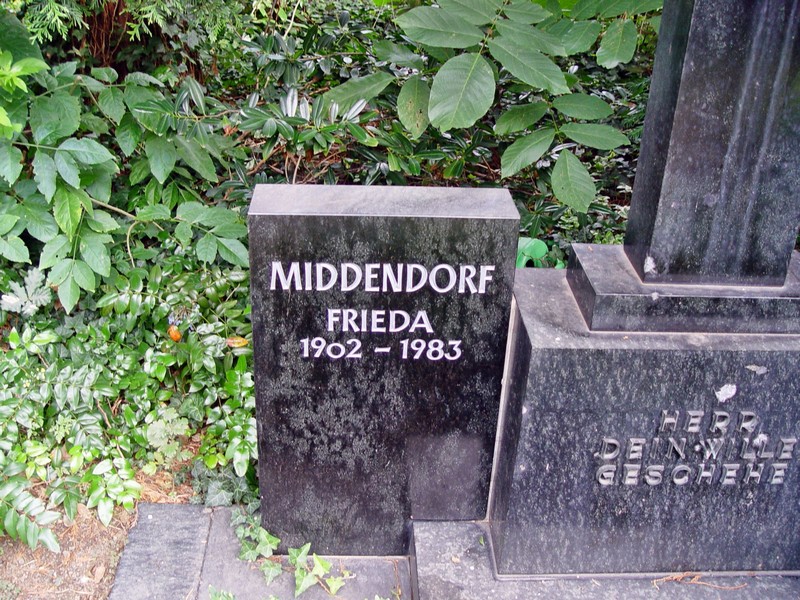 MIDDENDORF
FRIEDA
1902 – 1983
HERR
DEIN·WILLE
GESCHEHE